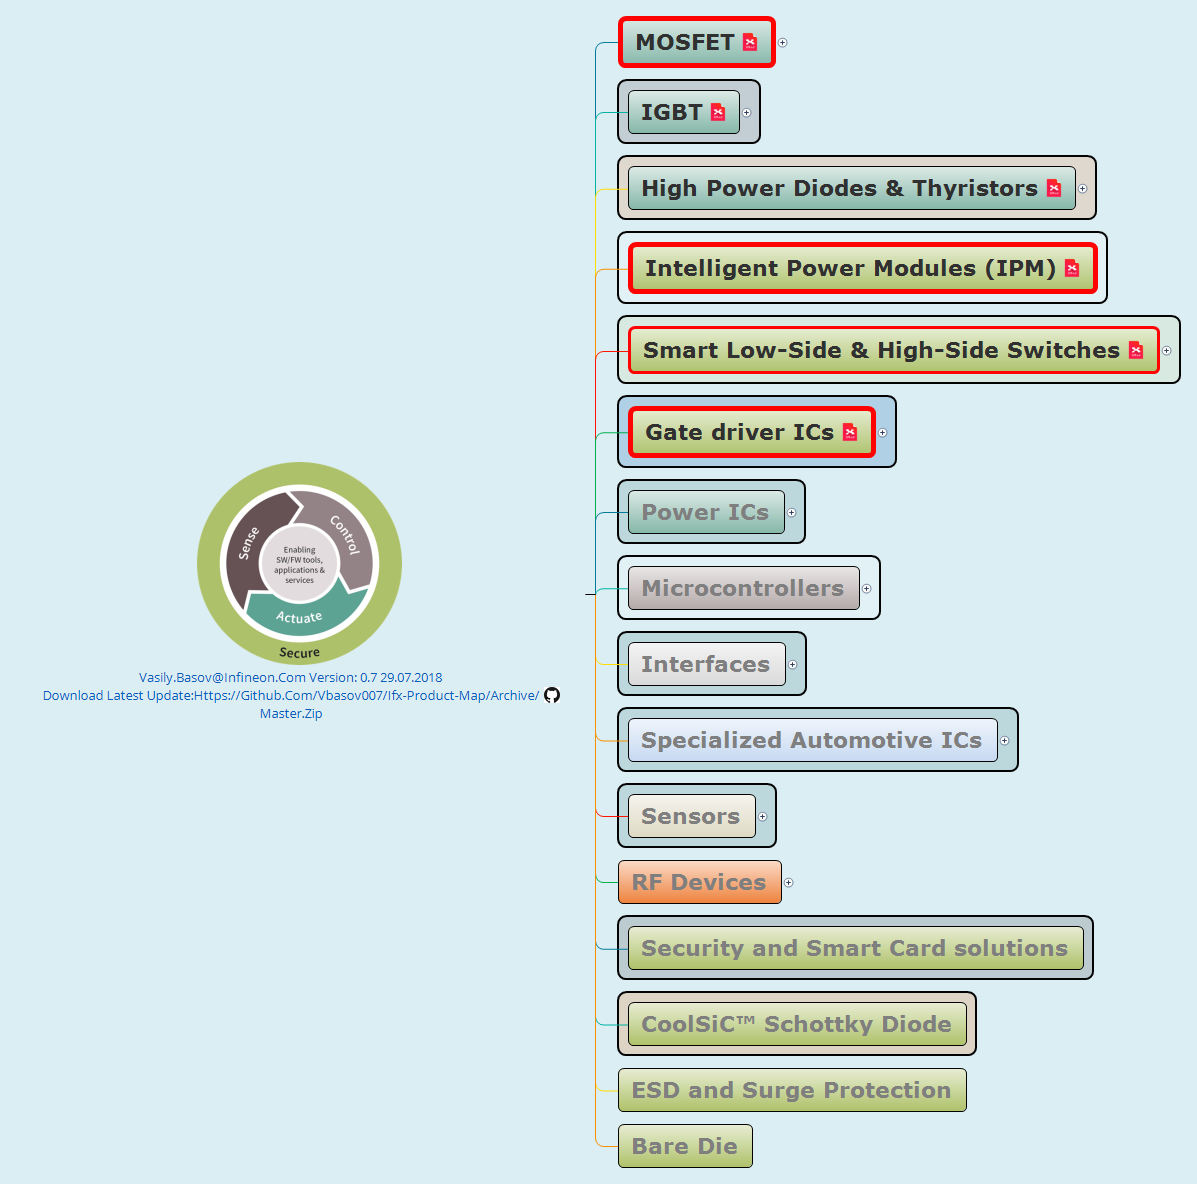 MOSFET
IGBT
High Power Diodes & Thyristors
Intelligent Power Modules (IPM)
Smart Low-Side & High-Side Switches
Gate driver ICs
Power ICs
Microcontrollers
Interfaces
Specialized Automotive ICs
Sensors
RF Devices
Security and Smart Card solutions
CoolSiC™ Schottky Diode
ESD and Surge Protection
Bare Die
Sense
Control
Enabling
SW/FW tools,
applications &
services
Actuate
Secure
Vasily.Basov@Infineon.Com Version: 0.7 29.07.2018
Download Latest Update:Https://Github.Com/Vbasov007/Ifx-Product-Map/Archive/
Master.Zip